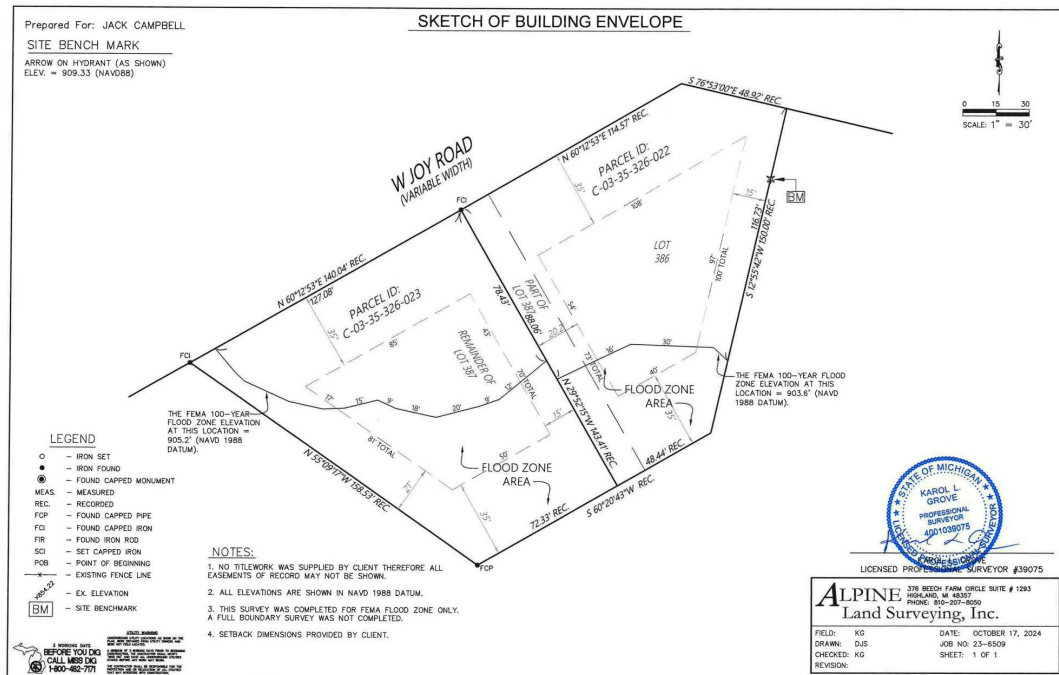 SKETCH OF BUILDING ENVELOPE
Prepared For: JACK CAMPBELL
SITE BENCH MARK
ARROW ON HYDRANT (AS SHOWN)
ELEV. = 909.33 (NAVD88)
0 15 30
SCALE: 1" = 30'
S 76°53'00"E 48.92' REC.
N 60°12'53"E 114.57' REC.
W JOY ROAD
(VARIABLE WIDTH)
PARCEL ID:
C-03-35-326-022
35'
108'
15'
BM
116.73'
S 12°55'42"W 150.00' REC.
97'
100' TOTAL
LOT
386
FCI
N 60°12'53"E 140.04' REC.
127.08'
PARCEL ID:
C-03-35-326-023
35'
85'
78.43'
88.06'
PART OF
LOT 387
54'
20.2'
43'
REMAINDER OF
LOT 387
70' TOTAL
12'
73' TOTAL
16'
30'
40'
FCI
17'
15'
9'
18'
20'
9'
15'
FLOOD ZONE
AREA
35'
THE FEMA 100-YEAR FLOOD
ZONE ELEVATION AT THIS
LOCATION = 903.6' (NAVD
1988 DATUM).
THE FEMA 100-YEAR
FLOOD ZONE ELEVATION
AT THIS LOCATION =
905.2' (NAVD 1988
DATUM).
81' TOTAL
50'
21'
N 29°52'15"W 143.41' REC.
48.44' REC.
FLOOD ZONE
AREA
N 55°09'17"W 158.53' REC.
35'
72.33' REC.
S 60°20'43"W REC.
FCP
LEGEND
- IRON SET
- IRON FOUND
- FOUND CAPPED MONUMENT
MEAS. - MEASURED
REC. - RECORDED
FCP - FOUND CAPPED PIPE
FCI - FOUND CAPPED IRON
FIR - FOUND IRON ROD
SCI - SET CAPPED IRON
POB - POINT OF BEGINNING
- EXISTING FENCE LINE
- EX. ELEVATION
BM - SITE BENCHMARK
NOTES:
1. NO TITLEWORK WAS SUPPLIED BY CLIENT THEREFORE ALL
EASEMENTS OF RECORD MAY NOT BE SHOWN.
2. ALL ELEVATIONS ARE SHOWN IN NAVD 1988 DATUM.
3. THIS SURVEY WAS COMPLETED FOR FEMA FLOOD ZONE ONLY.
A FULL BOUNDARY SURVEY WAS NOT COMPLETED.
4. SETBACK DIMENSIONS PROVIDED BY CLIENT.
3 WORKING DAYS
BEFORE YOU DIG
CALL MISS DIG
1-800-482-7171
UTILITY WARNING
STATE OF MICHIGAN
KAROL L.
GROVE
PROFESSIONAL
SURVEYOR
4001039075
LICENSED PROFESSIONAL SURVEYOR
LICENSED PROFESSIONAL SURVEYOR #39075
ALPINE
Land Surveying, Inc.
376 BEECH FARM CIRCLE SUITE # 1293
HIGHLAND, MI 48357
PHONE: 810-207-8050
FIELD: KG DATE: OCTOBER 17, 2024
DRAWN: DJS JOB NO: 23-6509
CHECKED: KG SHEET: 1 OF 1
REVISION: